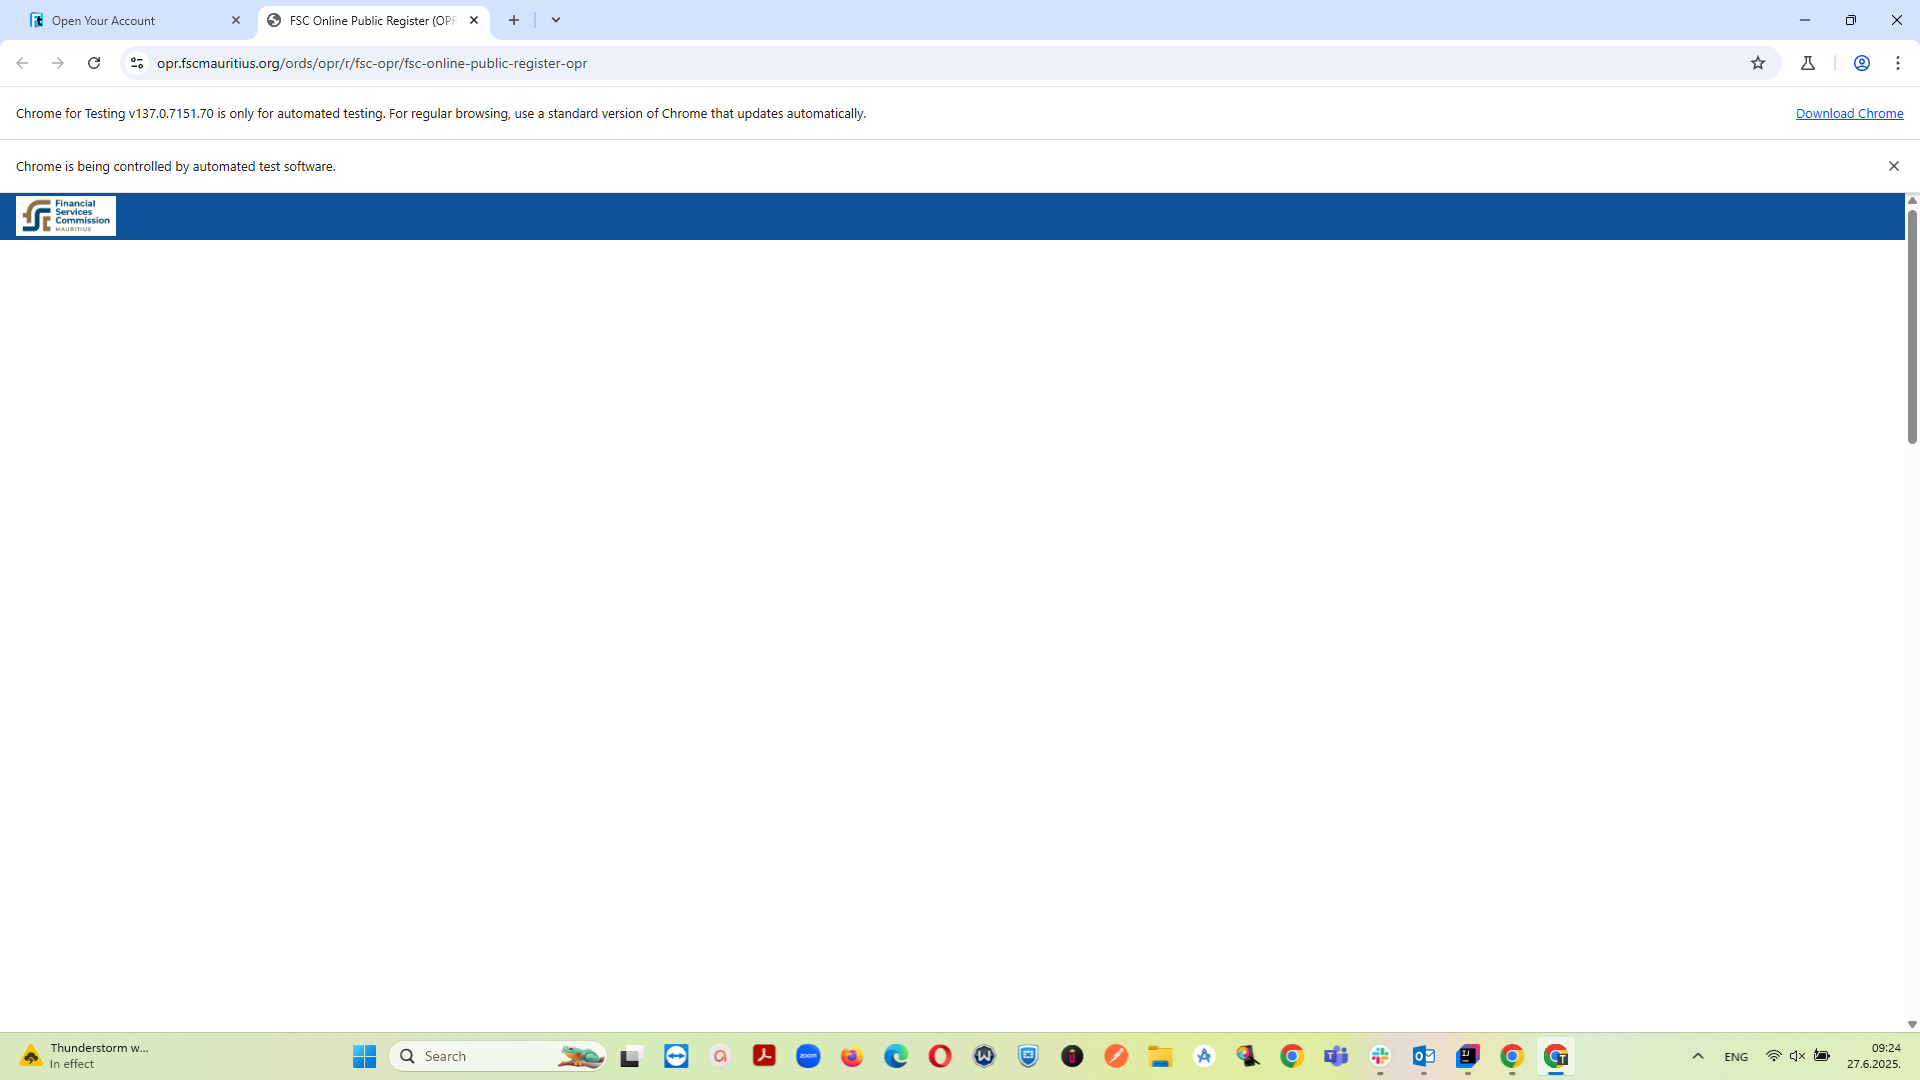 Open Your Account
FSC Online Public Register (OPR
opr.fscmauritius.org/ords/opr/r/fsc-opr/fsc-online-public-register-opr
Chrome for Testing v137.0.7151.70 is only for automated testing. For regular browsing, use a standard version of Chrome that updates automatically.
Download Chrome
Chrome is being controlled by automated test software.
Financial
Services
Commission
MAURITIUS
Thunderstorm w...
In effect
Search
zoom
ENG
09:24
27.6.2025.